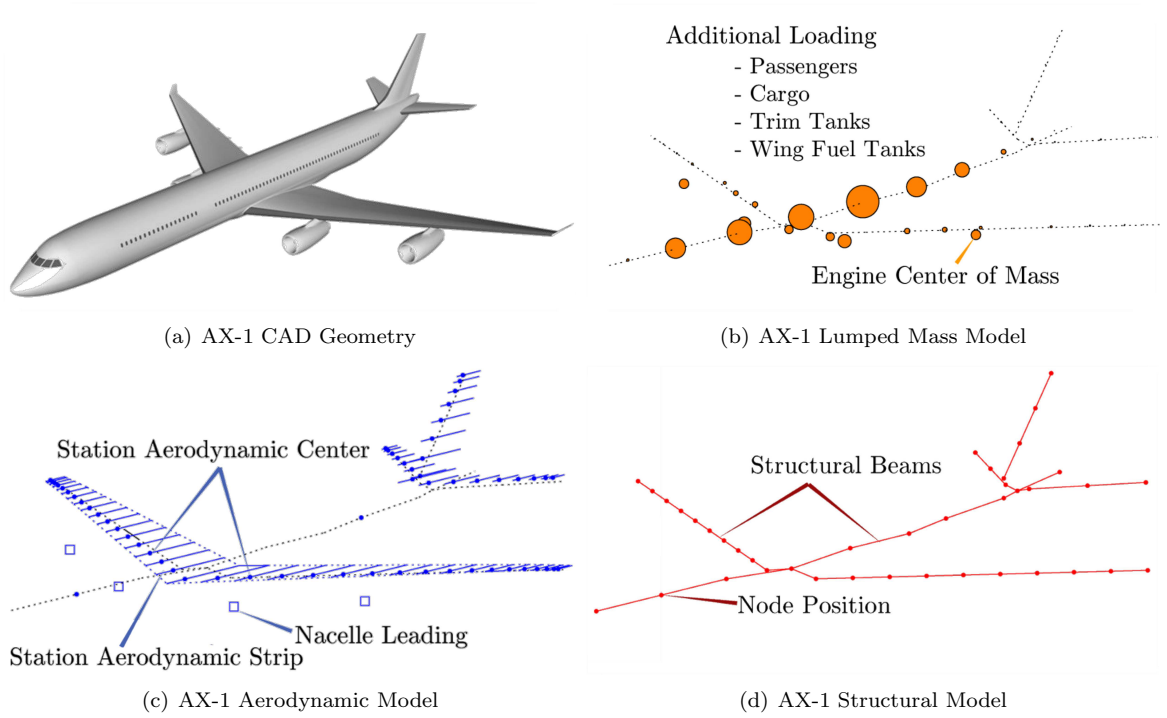 Additional Loading
- Passengers
- Cargo
- Trim Tanks
- Wing Fuel Tanks
Engine Center of Mass
(a) AX-1 CAD Geometry
(b) AX-1 Lumped Mass Model
Station Aerodynamic Center
Nacelle Leading
Station Aerodynamic Strip
Structural Beams
Node Position
(c) AX-1 Aerodynamic Model
(d) AX-1 Structural Model